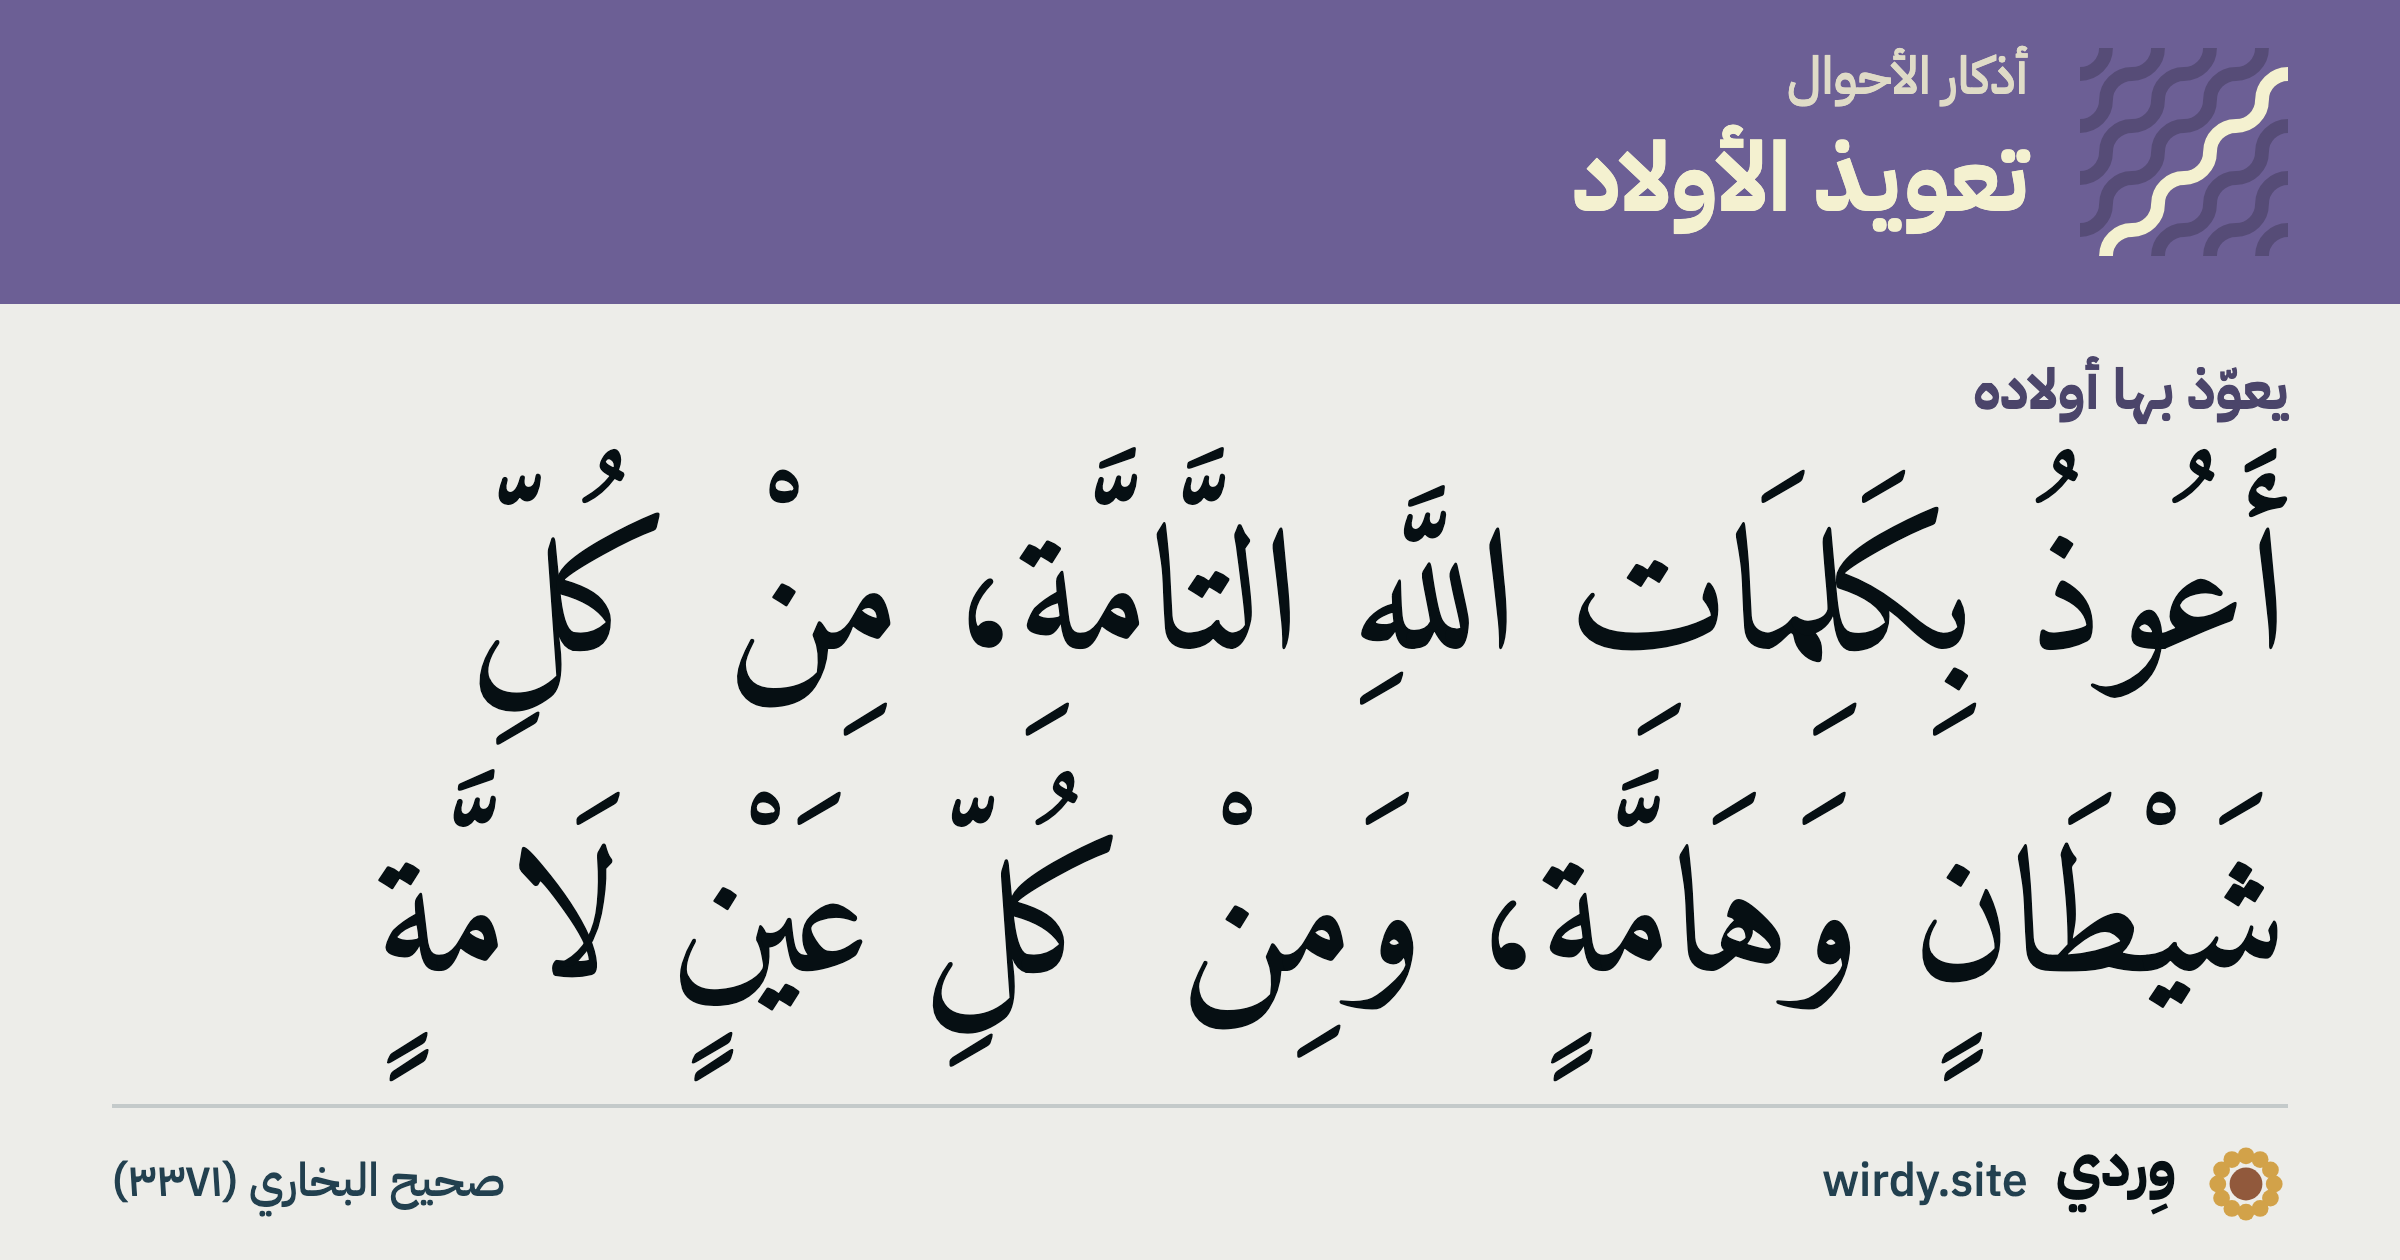 أذكار الأحوال
تعويذ الأولاد
يعوّذ بها أولاده
أَعُوذُ بِكَلِمَاتِ اللَّهِ التَّامَّةِ، مِنْ كُلِّ
شَيْطَانٍ وَهَامَّةٍ، وَمِنْ كُلِّ عَيْنٍ لَامَّةٍ
وِردي wirdy.site
صحيح البخاري (٣٣٧١)